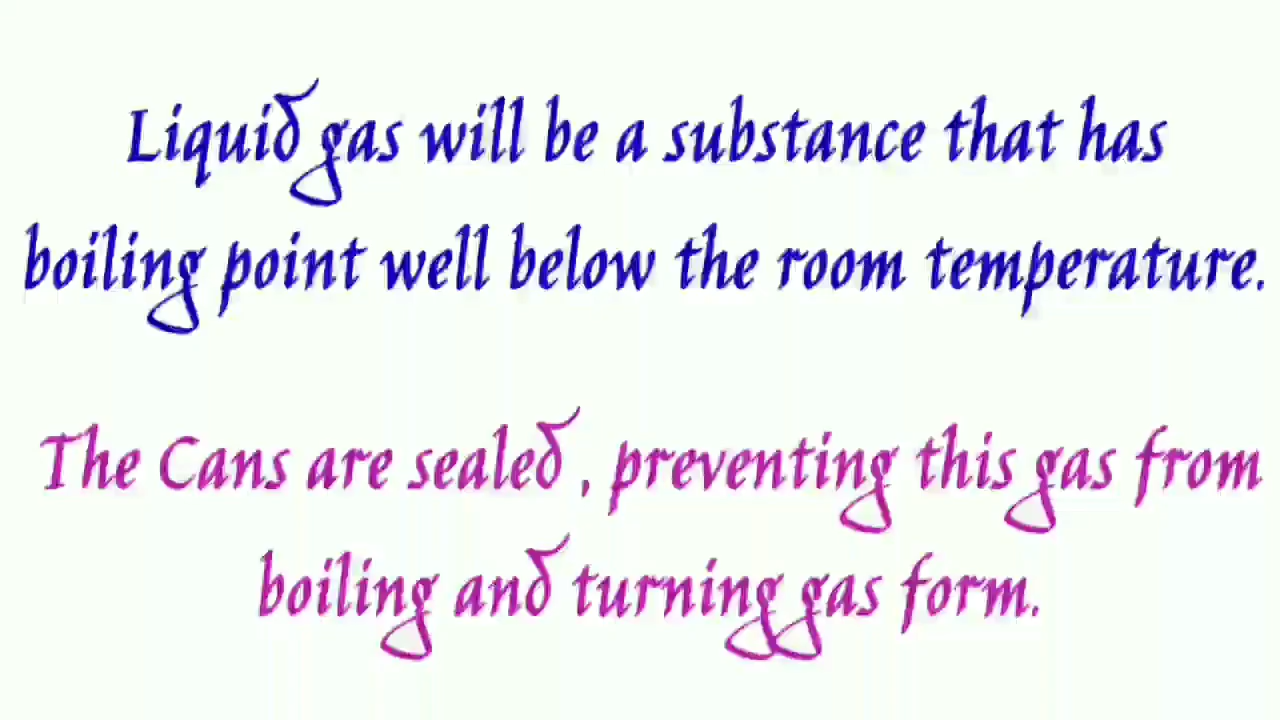 Liquid gas will be a substance that has
boiling point well below the room temperature.
The Cans are sealed , preventing this gas from
boiling and turning gas form.